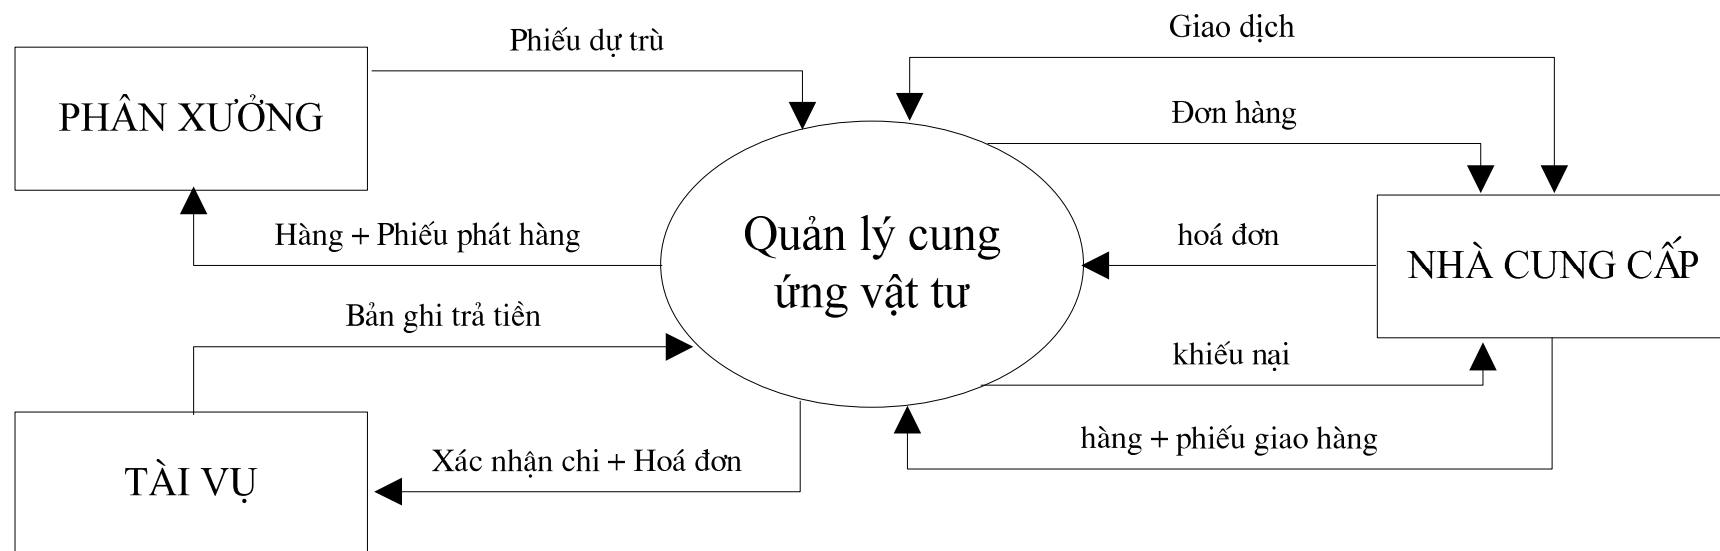 Giao dịch
Phiếu dự trù
PHÂN XƯỞNG
Đơn hàng
Hàng + Phiếu phát hàng
Quản lý cung
ứng vật tư
hoá đơn
NHÀ CUNG CẤP
Bản ghi trả tiền
khiếu nại
hàng + phiếu giao hàng
Xác nhận chi + Hoá đơn
TÀI VỤ